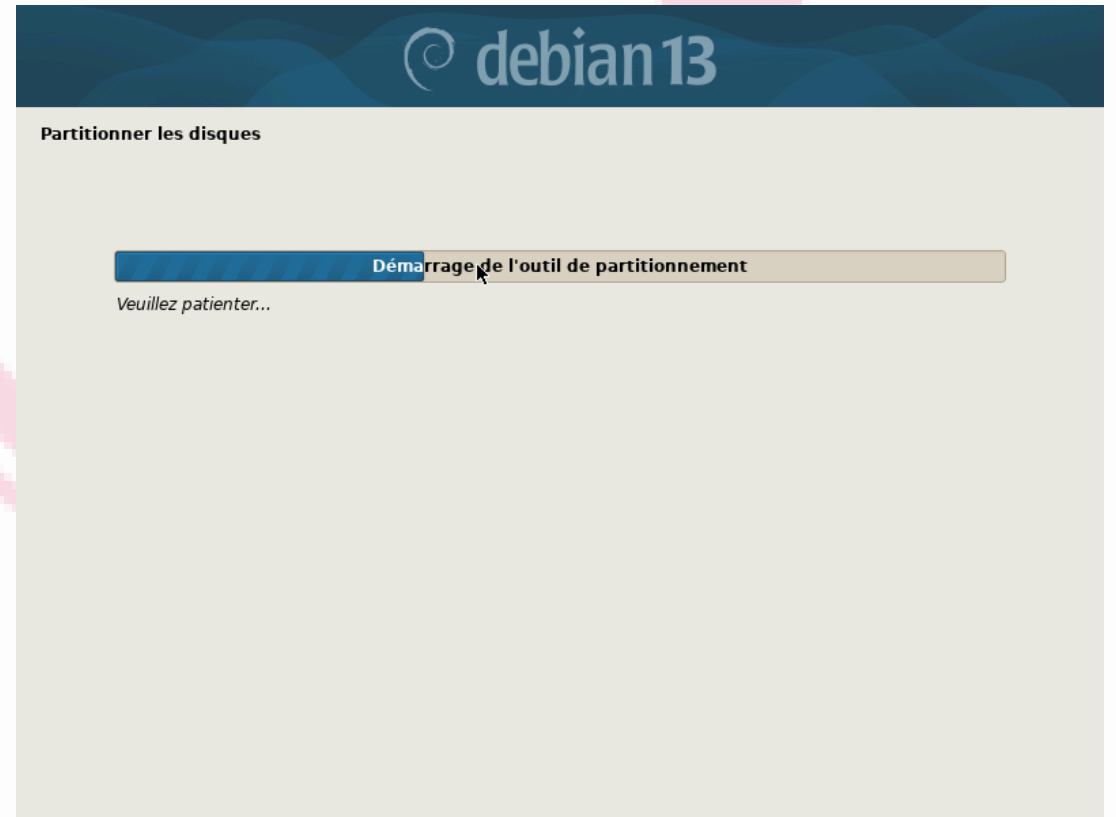 debian 13
Partitionner les disques
Démarrage de l'outil de partitionnement
Veuillez patienter...